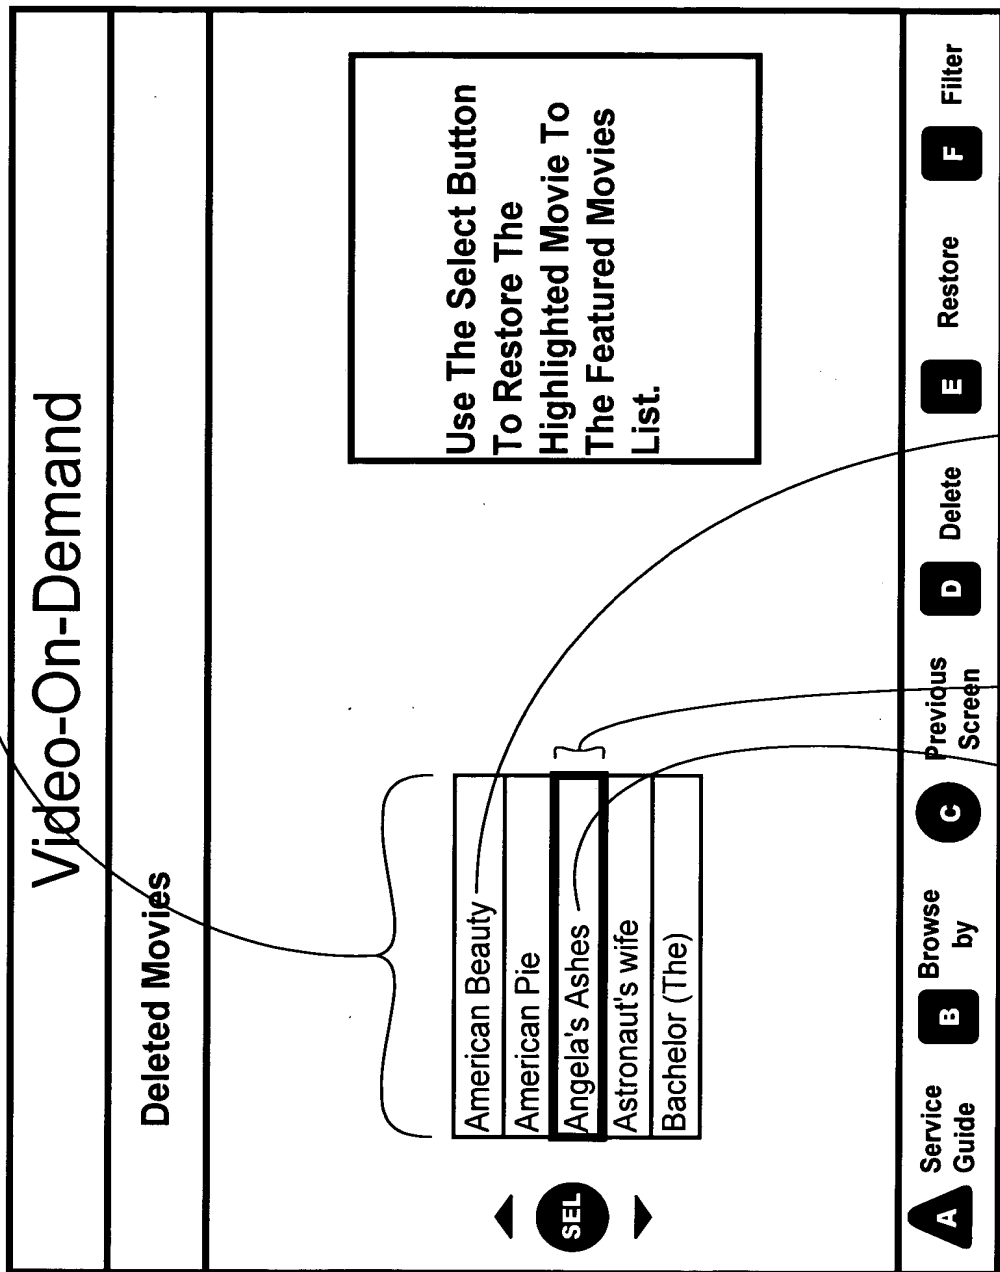 Video-On-Demand
Deleted Movies
American Beauty
American Pie
Angela's Ashes
Astronaut's wife
Bachelor (The)
SEL
Use The Select Button
To Restore The
Highlighted Movie To
The Featured Movies
List.
A Service Guide
B Browse by
C Previous Screen
D Delete
E Restore
F Filter